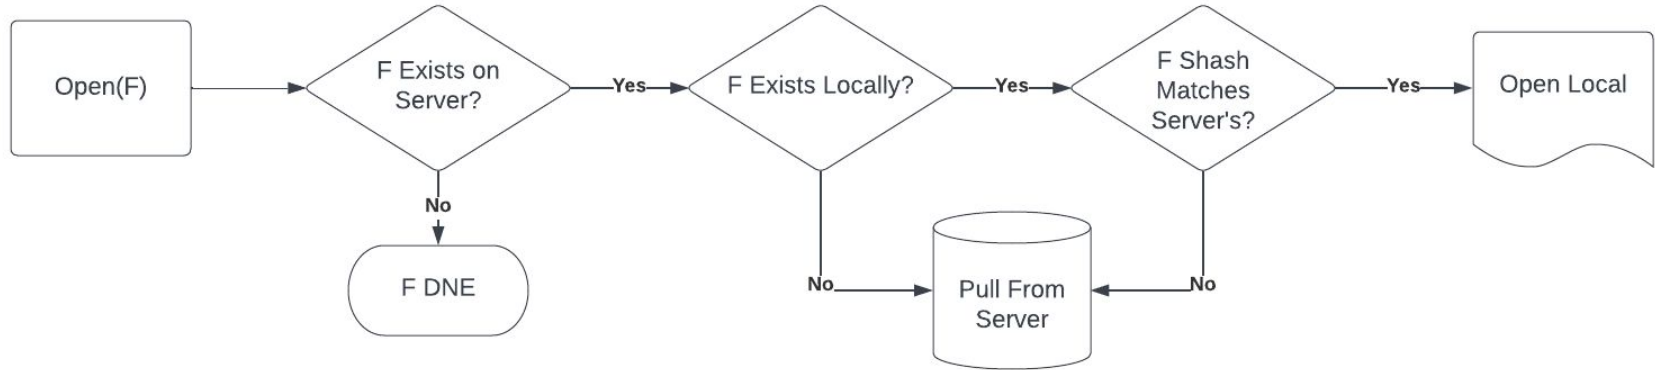 Open(F)
F Exists on
Server?
Yes
F Exists Locally?
Yes
F Shash
Matches
Server's?
Yes
Open Local
No
F DNE
No
Pull From
Server
No